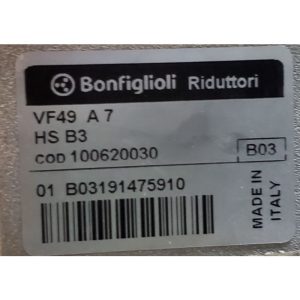 Bonfiglioli Riduttori
VF49 A 7
HS B3
COD 100620030
B03
01 B03191475910
MADE IN
ITALY